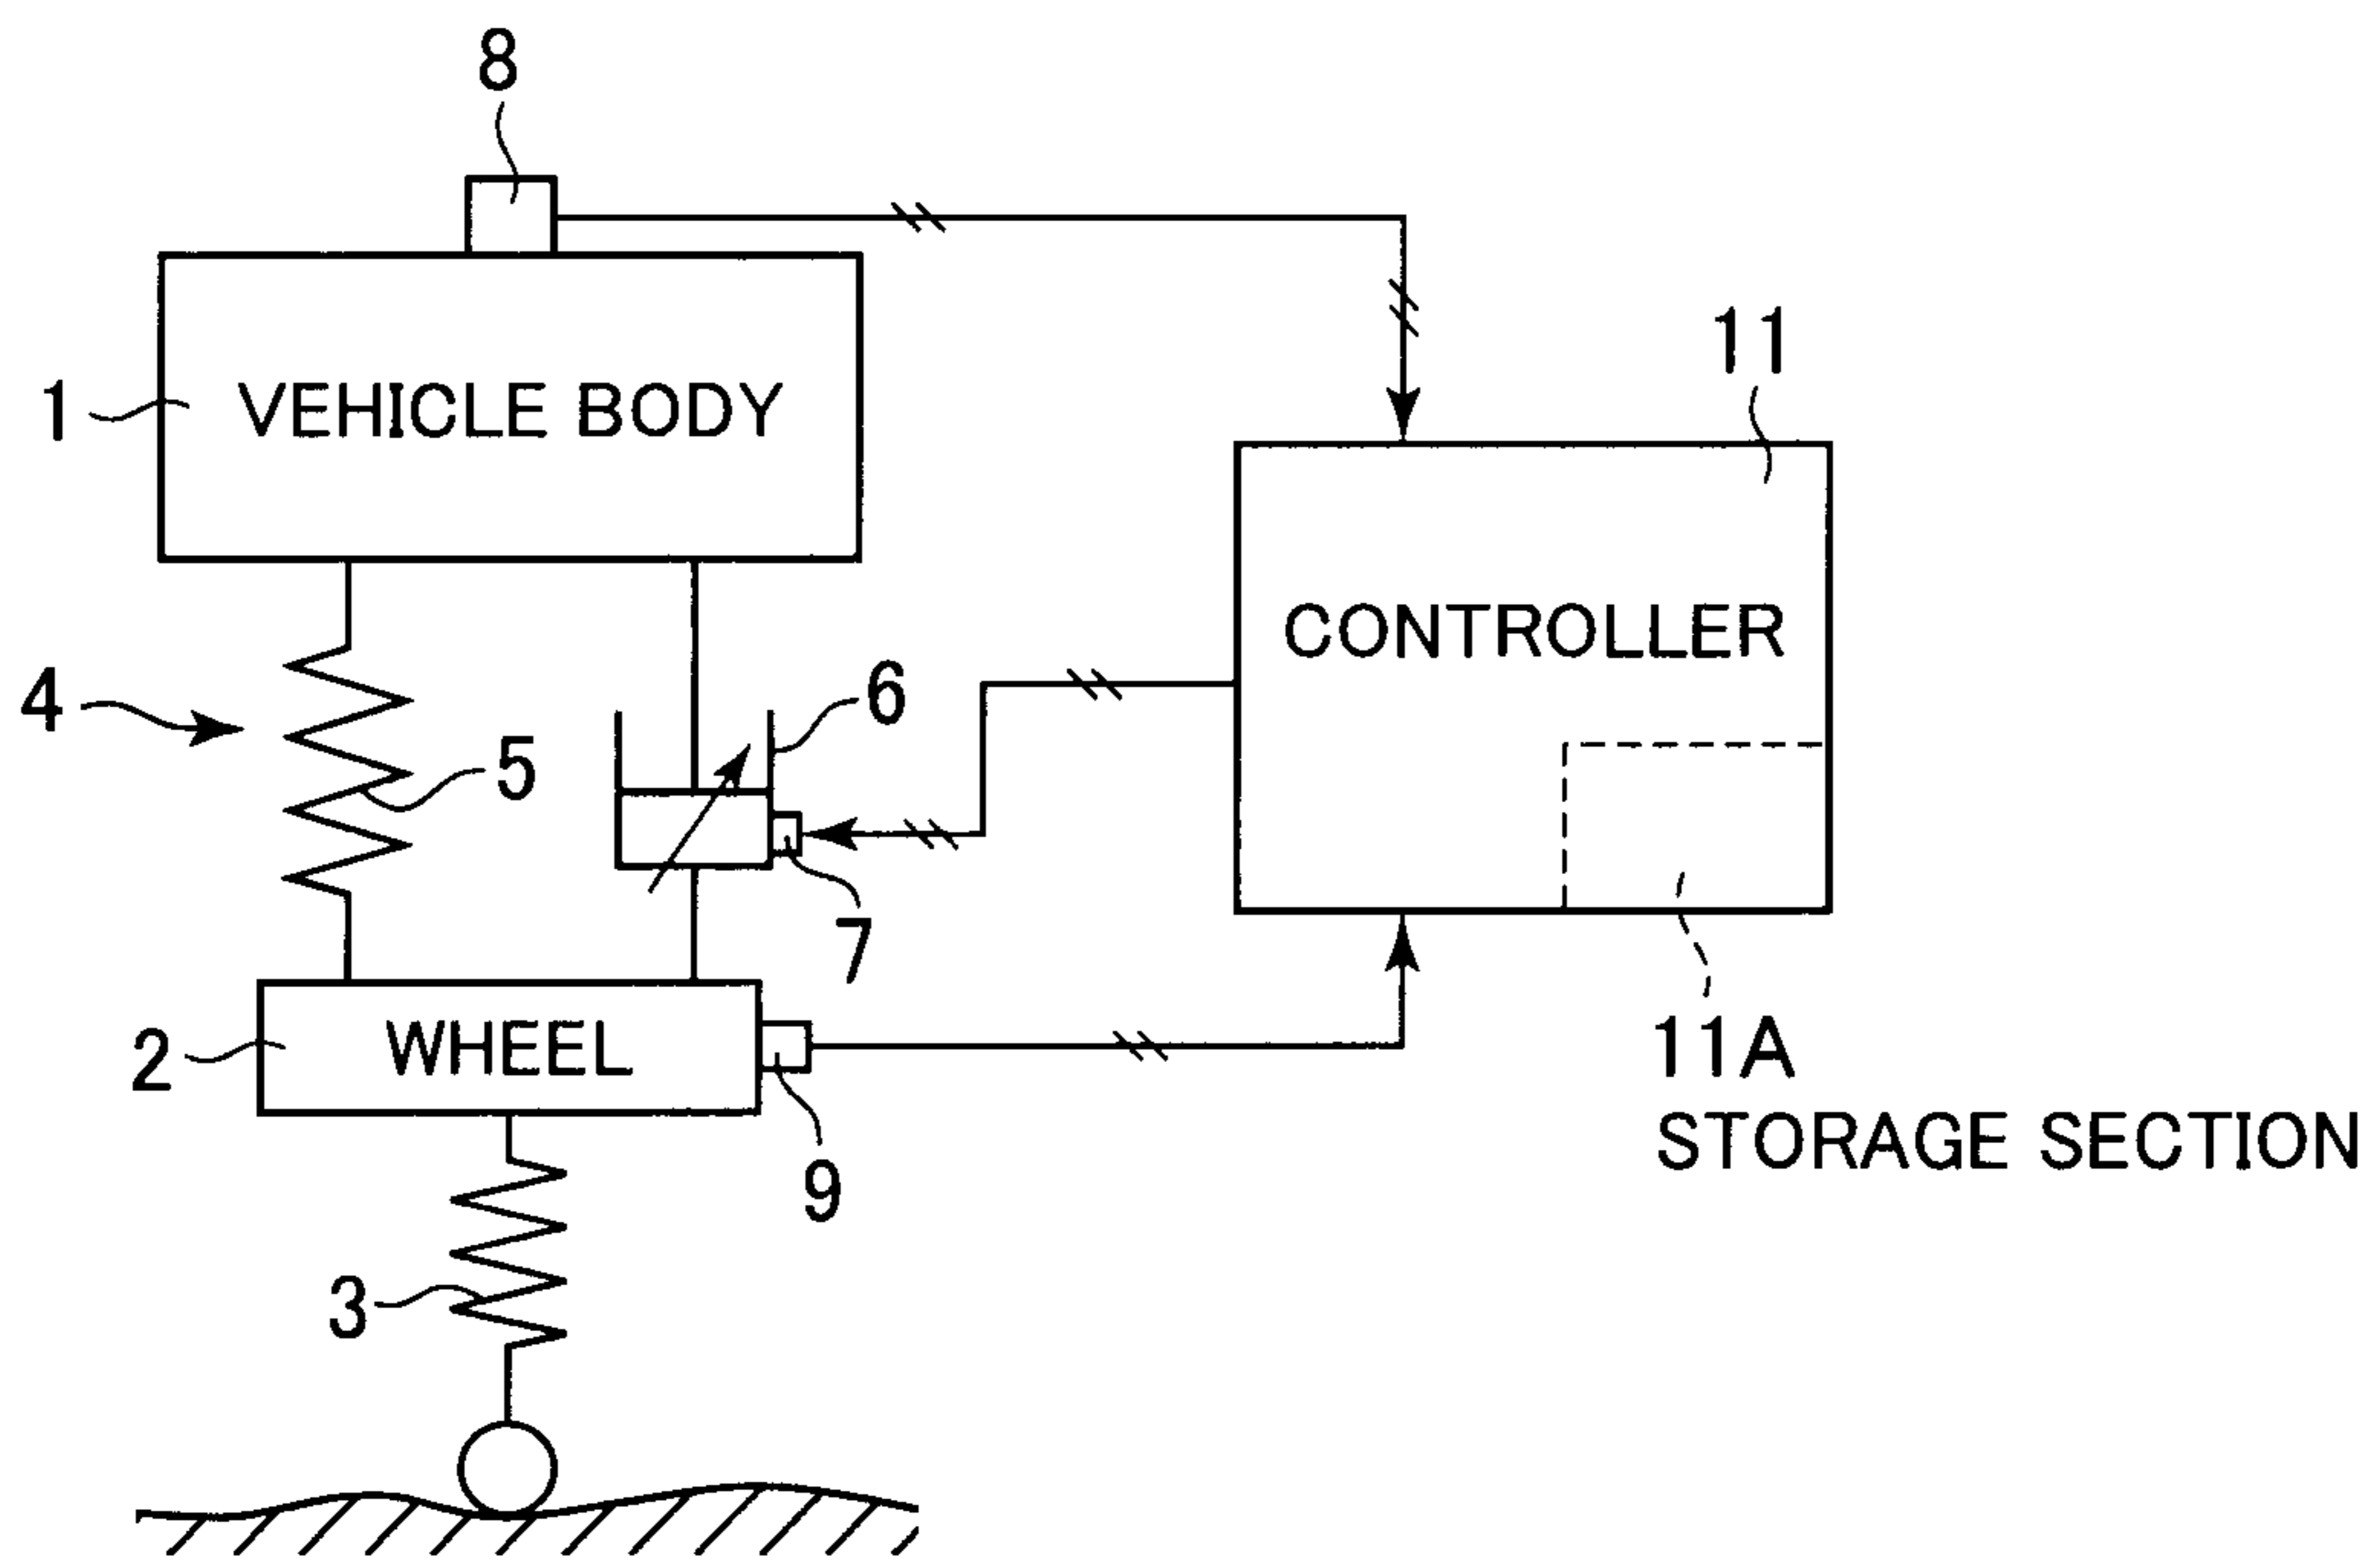 8
11
1
VEHICLE BODY
CONTROLLER
4
6
5
7
2
WHEEL
11A
STORAGE SECTION
9
3